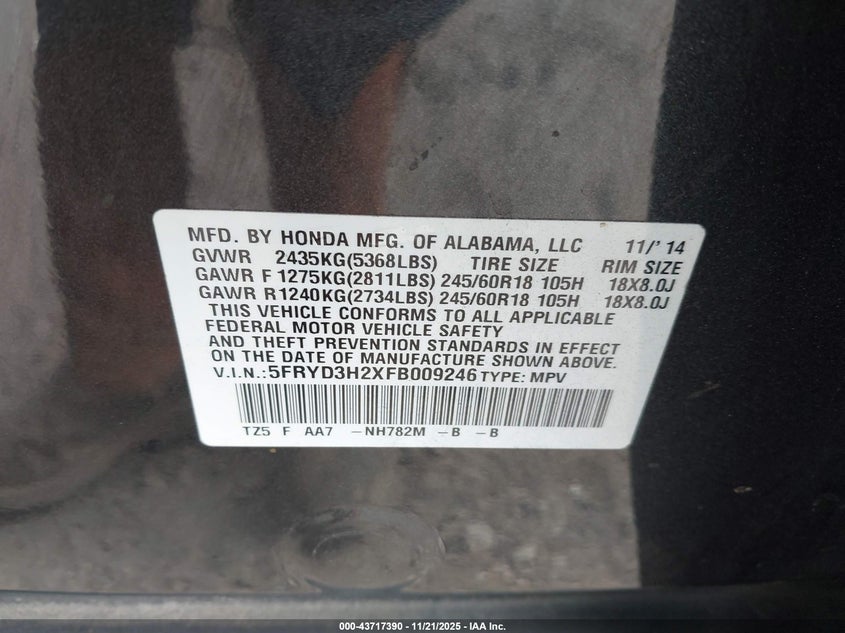 MFD. BY HONDA MFG. OF ALABAMA, LLC 11/' 14
GVWR 2435KG(5368LBS) TIRE SIZE RIM SIZE
GAWR F 1275KG(2811LBS) 245/60R18 105H 18X8.0J
GAWR R 1240KG(2734LBS) 245/60R18 105H 18X8.0J
THIS VEHICLE CONFORMS TO ALL APPLICABLE
FEDERAL MOTOR VEHICLE SAFETY
AND THEFT PREVENTION STANDARDS IN EFFECT
ON THE DATE OF MANUFACTURE SHOWN ABOVE.
V.I.N.:5FRYD3H2XFB009246 TYPE: MPV
TZ5 F AA7 -NH782M -B -B
000-43717390 - 11/21/2025 - IAA Inc.